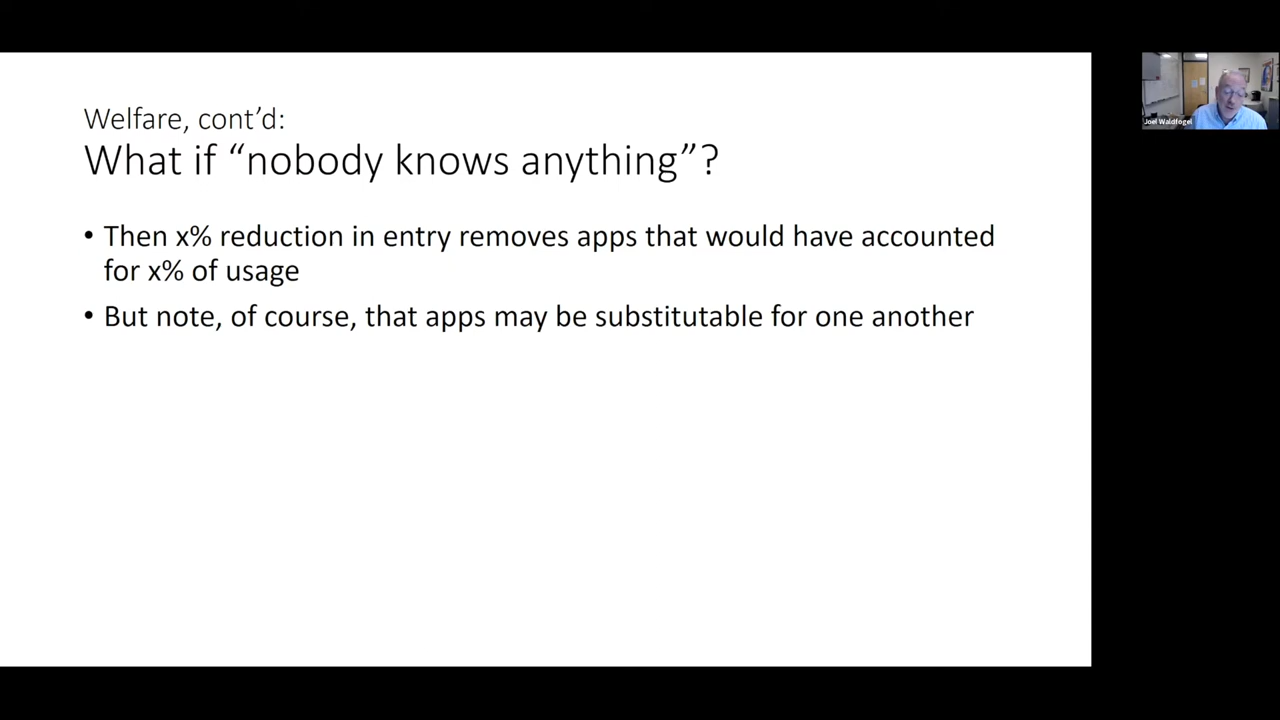 Welfare, cont’d:
What if “nobody knows anything”?
• Then x% reduction in entry removes apps that would have accounted
for x% of usage
• But note, of course, that apps may be substitutable for one another
Joel Waldfogel